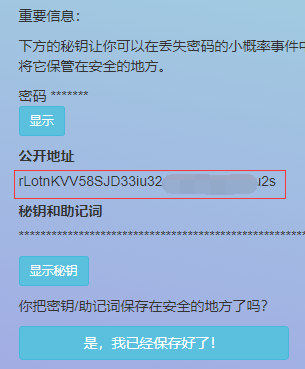 重要信息：
下方的秘钥让你可以在丢失密码的小概率事件中
将它保管在安全的地方。
密码 *******
显示
公开地址
rLotnKVV58SJD33iu32 u2s
秘钥和助记词
********************************************************
显示秘钥
你把密钥/助记词保存在安全的地方了吗？
是，我已经保存好了！